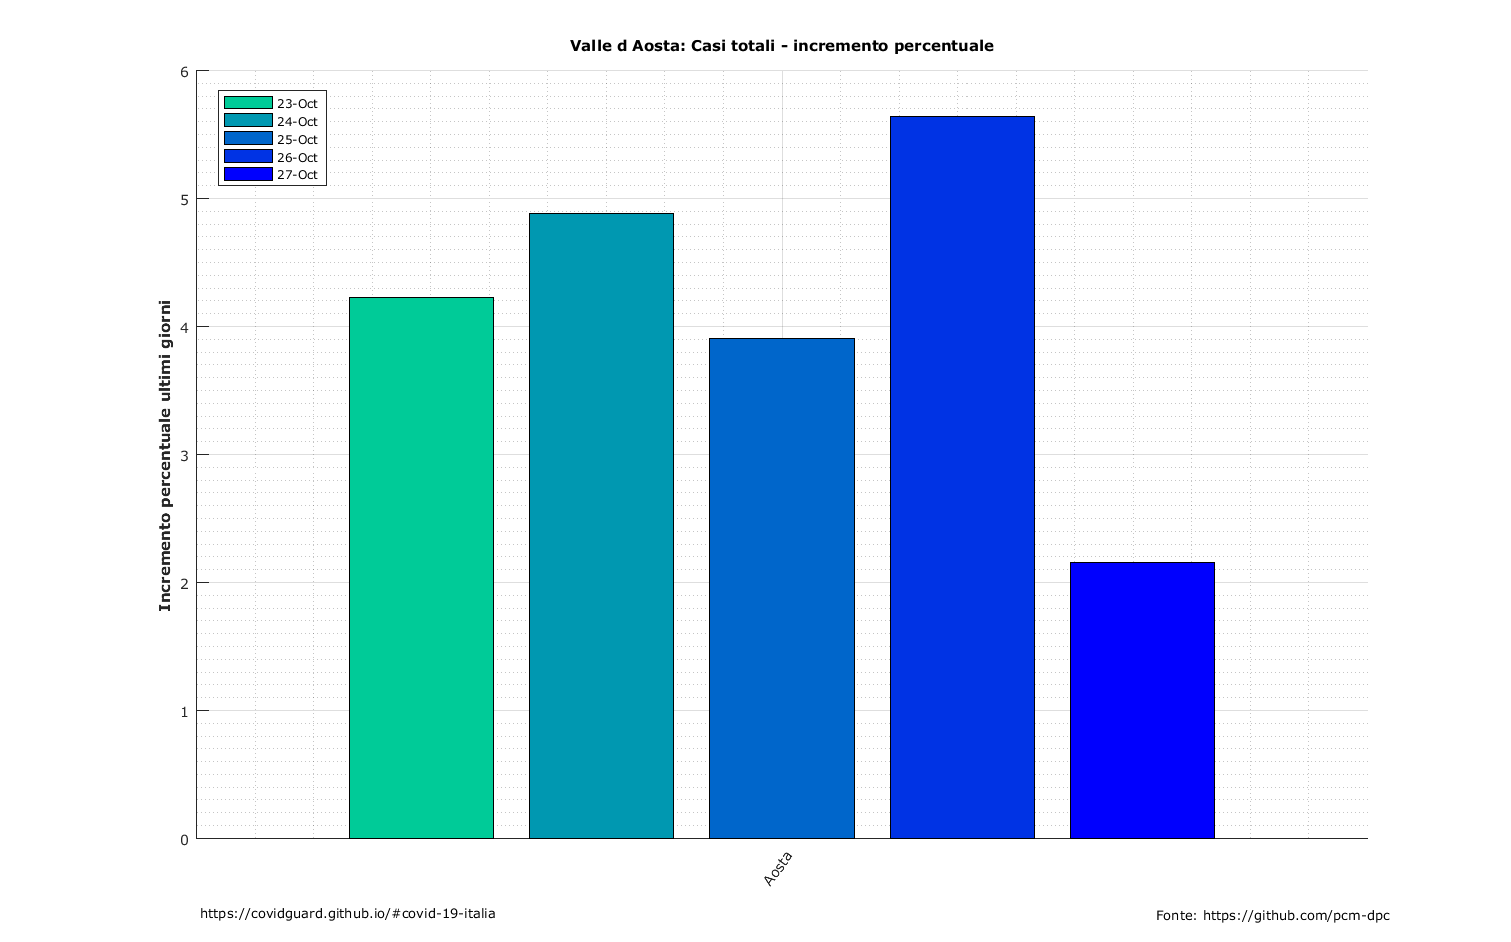 Valle d Aosta: Casi totali - incremento percentuale
6
5
4
3
2
1
0
Incremento percentuale ultimi giorni
23-Oct
24-Oct
25-Oct
26-Oct
27-Oct
Aosta
https://covidguard.github.io/#covid-19-italia
Fonte: https://github.com/pcm-dpc